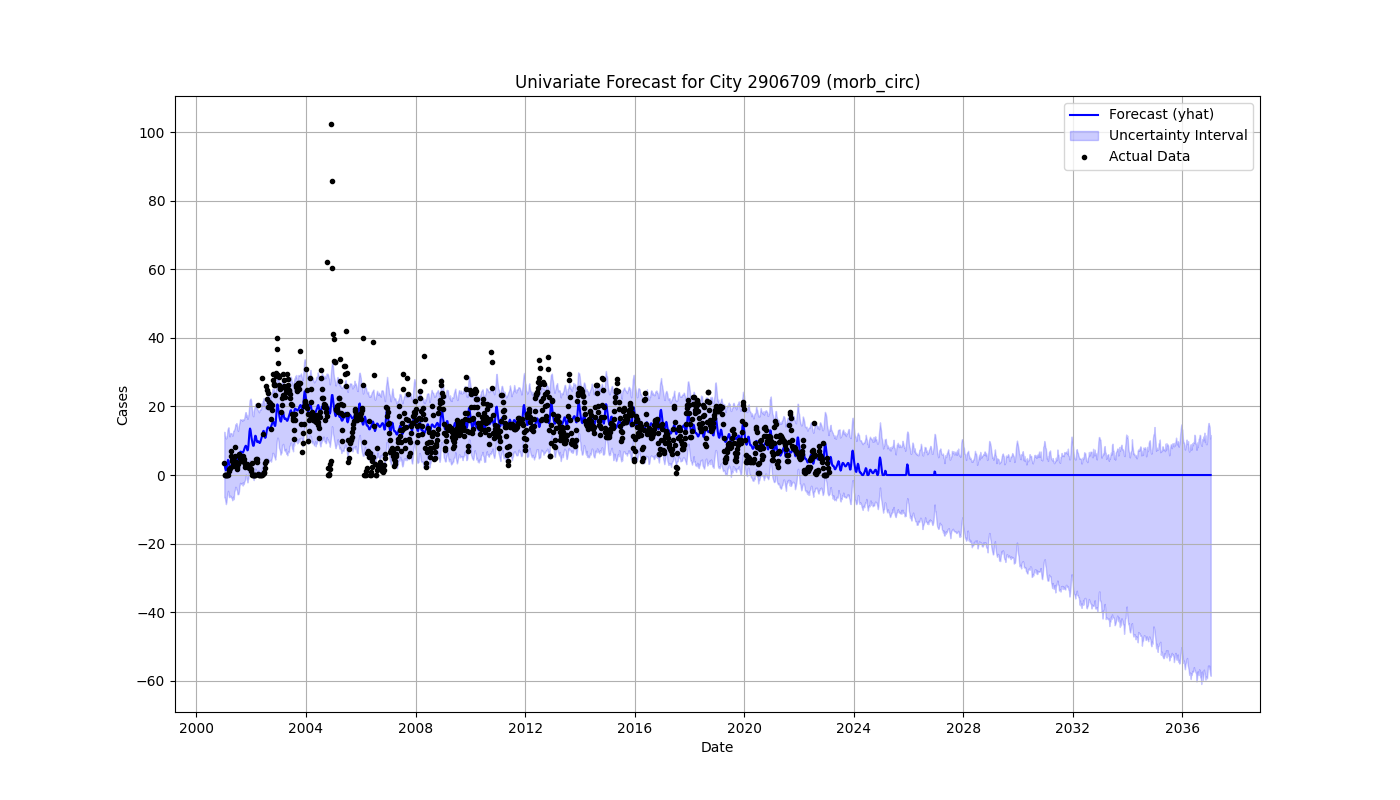 Univariate Forecast for City 2906709 (morb_circ)
Forecast (yhat)
Uncertainty Interval
Actual Data
Cases
100
80
60
40
20
0
−20
−40
−60
2000 2004 2008 2012 2016 2020 2024 2028 2032 2036
Date